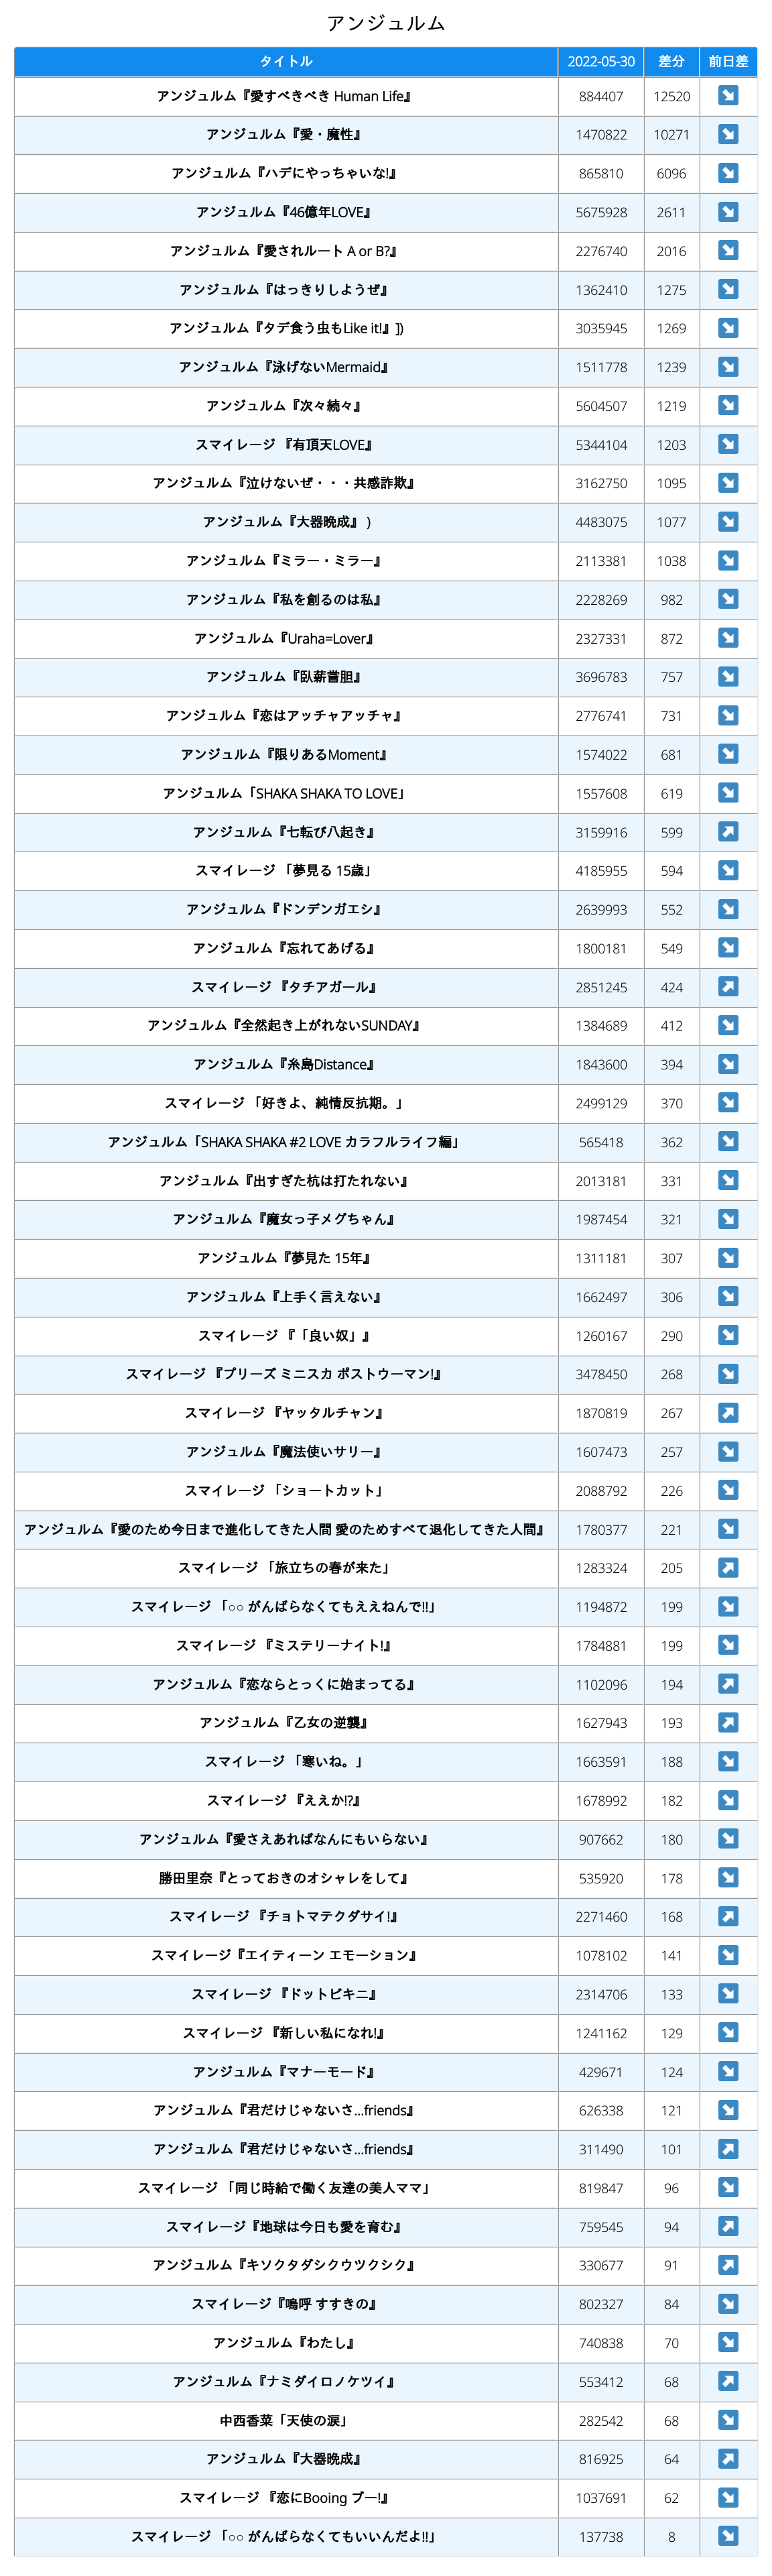 アンジュルム
タイトル 2022-05-30 差分 前日差
アンジュルム『愛すべきべき Human Life』 884407 12520 ↘
アンジュルム『愛・魔性』 1470822 10271 ↘
アンジュルム『ハデにやっちゃいな!』 865810 6096 ↘
アンジュルム『46億年LOVE』 5675928 2611 ↘
アンジュルム『愛されルート A or B?』 2276740 2016 ↘
アンジュルム『はっきりしようぜ』 1362410 1275 ↘
アンジュルム『タデ食う虫もLike it!』]) 3035945 1269 ↘
アンジュルム『泳げないMermaid』 1511778 1239 ↘
アンジュルム『次々続々』 5604507 1219 ↘
スマイレージ 『有頂天LOVE』 5344104 1203 ↘
アンジュルム『泣けないぜ・・・共感詐欺』 3162750 1095 ↘
アンジュルム『大器晩成』 ) 4483075 1077 ↘
アンジュルム『ミラー・ミラー』 2113381 1038 ↘
アンジュルム『私を創るのは私』 2228269 982 ↘
アンジュルム『Uraha=Lover』 2327331 872 ↘
アンジュルム『臥薪嘗胆』 3696783 757 ↘
アンジュルム『恋はアッチャアッチャ』 2776741 731 ↘
アンジュルム『限りあるMoment』 1574022 681 ↘
アンジュルム「SHAKA SHAKA TO LOVE」 1557608 619 ↘
アンジュルム『七転び八起き』 3159916 599 ↗
スマイレージ 「夢見る 15歳」 4185955 594 ↘
アンジュルム『ドンデンガエシ』 2639993 552 ↘
アンジュルム『忘れてあげる』 1800181 549 ↘
スマイレージ 『タチアガール』 2851245 424 ↗
アンジュルム『全然起き上がれないSUNDAY』 1384689 412 ↘
アンジュルム『糸島Distance』 1843600 394 ↘
スマイレージ 「好きよ、純情反抗期。」 2499129 370 ↘
アンジュルム「SHAKA SHAKA #2 LOVE カラフルライフ編」 565418 362 ↘
アンジュルム『出すぎた杭は打たれない』 2013181 331 ↘
アンジュルム『魔女っ子メグちゃん』 1987454 321 ↘
アンジュルム『夢見た 15年』 1311181 307 ↘
アンジュルム『上手く言えない』 1662497 306 ↘
スマイレージ 『「良い奴」』 1260167 290 ↘
スマイレージ 『プリーズ ミニスカ ポストウーマン!』 3478450 268 ↘
スマイレージ 『ヤッタルチャン』 1870819 267 ↗
アンジュルム『魔法使いサリー』 1607473 257 ↘
スマイレージ 「ショートカット」 2088792 226 ↘
アンジュルム『愛のため今日まで進化してきた人間 愛のためすべて退化してきた人間』 1780377 221 ↘
スマイレージ 「旅立ちの春が来た」 1283324 205 ↗
スマイレージ 「○○ がんばらなくてもええねんで!!」 1194872 199 ↘
スマイレージ 『ミステリーナイト!』 1784881 199 ↘
アンジュルム『恋ならとっくに始まってる』 1102096 194 ↗
アンジュルム『乙女の逆襲』 1627943 193 ↗
スマイレージ 「寒いね。」 1663591 188 ↘
スマイレージ 『ええか!?』 1678992 182 ↘
アンジュルム『愛さえあればなんにもいらない』 907662 180 ↘
勝田里奈『とっておきのオシャレをして』 535920 178 ↘
スマイレージ 『チョトマテクダサイ!』 2271460 168 ↗
スマイレージ『エイティーン エモーション』 1078102 141 ↘
スマイレージ 『ドットビキニ』 2314706 133 ↘
スマイレージ 『新しい私になれ!』 1241162 129 ↘
アンジュルム『マナーモード』 429671 124 ↘
アンジュルム『君だけじゃないさ...friends』 626338 121 ↘
アンジュルム『君だけじゃないさ...friends』 311490 101 ↗
スマイレージ 「同じ時給で働く友達の美人ママ」 819847 96 ↘
スマイレージ『地球は今日も愛を育む』 759545 94 ↗
アンジュルム『キソクタダシクウツクシク』 330677 91 ↗
スマイレージ『嗚呼 すすきの』 802327 84 ↘
アンジュルム『わたし』 740838 70 ↘
アンジュルム『ナミダイロノケツイ』 553412 68 ↗
中西香菜「天使の涙」 282542 68 ↘
アンジュルム『大器晩成』 816925 64 ↗
スマイレージ 『恋にBooing ブー!』 1037691 62 ↘
スマイレージ 「○○ がんばらなくてもいいんだよ!!」 137738 8 ↘